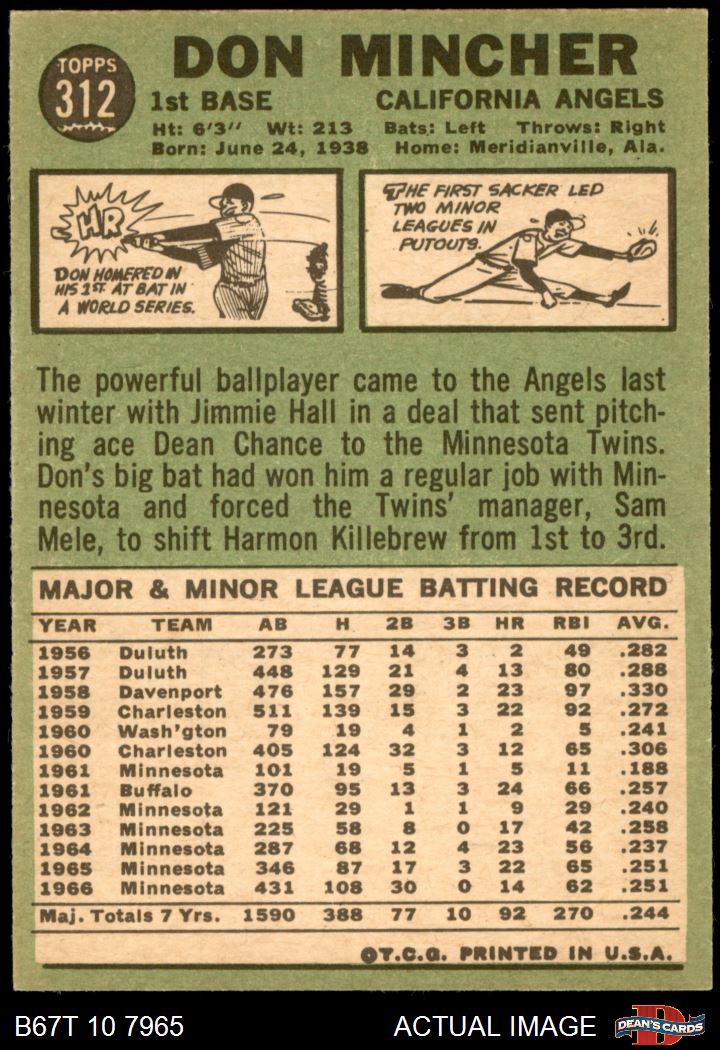 TOPPS
312
DON MINCHER
1st BASE CALIFORNIA ANGELS
Ht: 6'3" Wt: 213 Bats: Left Throws: Right
Born: June 24, 1938 Home: Meridianville, Ala.
HR
DON HOMERED IN
HIS 1ST. AT BAT IN
A WORLD SERIES.
THE FIRST SACKER LED
TWO MINOR
LEAGUES IN
PUTOUTS.
The powerful ballplayer came to the Angels last
winter with Jimmie Hall in a deal that sent pitch-
ing ace Dean Chance to the Minnesota Twins.
Don's big bat had won him a regular job with Min-
nesota and forced the Twins' manager, Sam
Mele, to shift Harmon Killebrew from 1st to 3rd.
MAJOR & MINOR LEAGUE BATTING RECORD
YEAR TEAM AB H 2B 3B HR RBI AVG.
1956 Duluth 273 77 14 3 2 49 .282
1957 Duluth 448 129 21 4 13 80 .288
1958 Davenport 476 157 29 2 23 97 .330
1959 Charleston 511 139 15 3 22 92 .272
1960 Wash'gton 79 19 4 1 2 5 .241
1960 Charleston 405 124 32 3 12 65 .306
1961 Minnesota 101 19 5 1 5 11 .188
1961 Buffalo 370 95 13 3 24 66 .257
1962 Minnesota 121 29 1 1 9 29 .240
1963 Minnesota 225 58 8 0 17 42 .258
1964 Minnesota 287 68 12 4 23 56 .237
1965 Minnesota 346 87 17 3 22 65 .251
1966 Minnesota 431 108 30 0 14 62 .251
Maj. Totals 7 Yrs. 1590 388 77 10 92 270 .244
©T.C.G. PRINTED IN U.S.A.
B67T 10 7965 ACTUAL IMAGE
DEAN'S CARDS